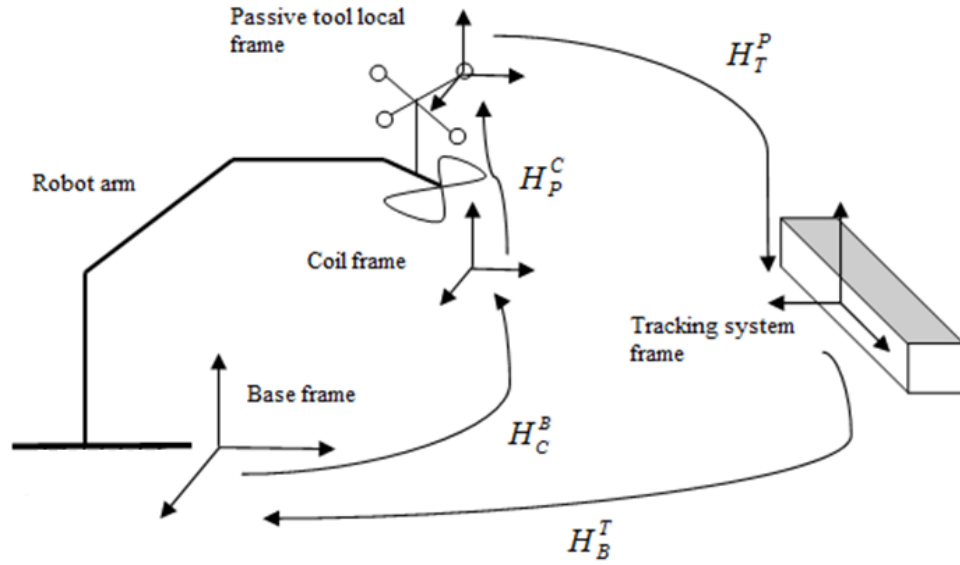 Passive tool local
frame
H_T^P
Robot arm
H_P^C
Coil frame
Tracking system
frame
Base frame
H_C^B
H_B^T